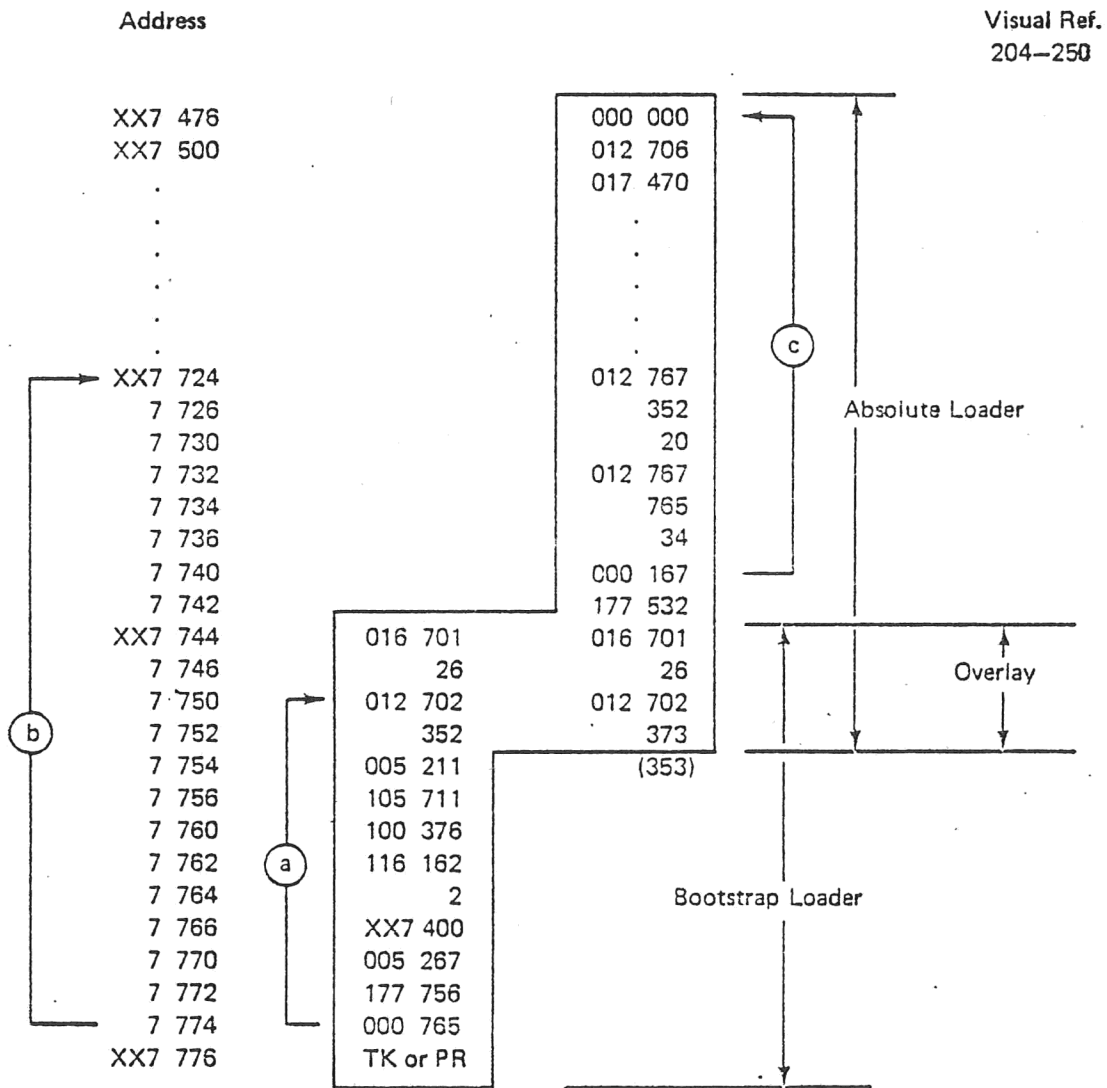 Address Visual Ref.
204–250
XX7 476 000 000
XX7 500 012 706
017 470
XX7 724 012 767
7 726 352
7 730 20
7 732 012 767
7 734 765
7 736 34
7 740 000 167
7 742 177 532
XX7 744 016 701 016 701
7 746 26 26
7 750 012 702 012 702
7 752 352 373
7 754 005 211 (353)
7 756 105 711
7 760 100 376
7 762 116 162
7 764 2
7 766 XX7 400
7 770 005 267
7 772 177 756
7 774 000 765
XX7 776 TK or PR
c
Absolute Loader
Overlay
b
a
Bootstrap Loader